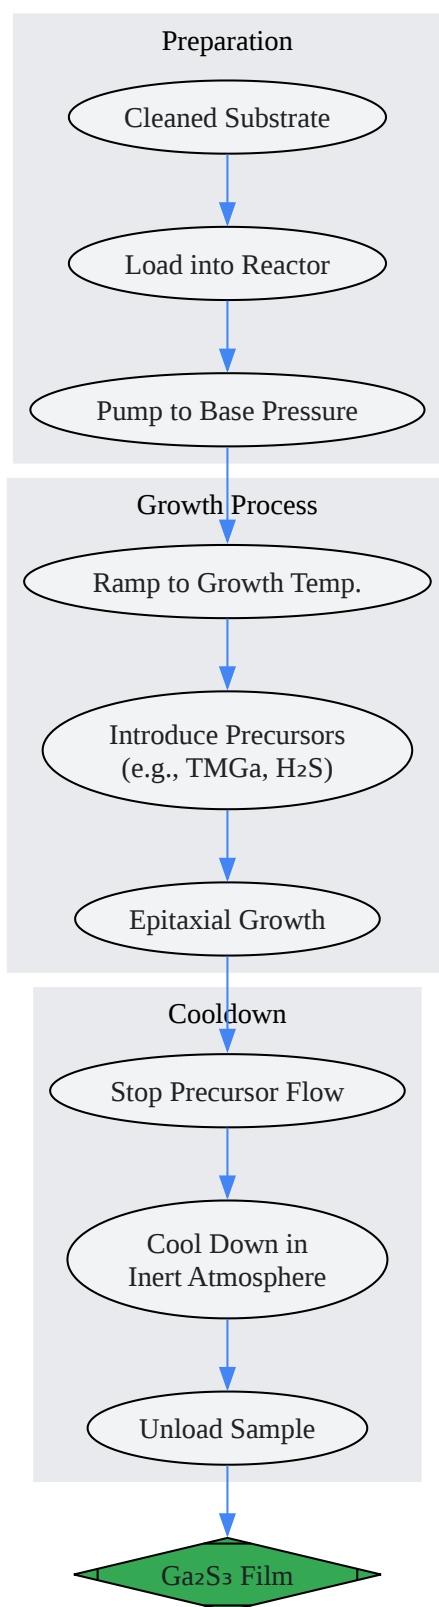 Preparation
Cleaned Substrate
Load into Reactor
Pump to Base Pressure
Growth Process
Ramp to Growth Temp.
Introduce Precursors
(e.g., TMGa, H₂S)
Epitaxial Growth
Cooldown
Stop Precursor Flow
Cool Down in
Inert Atmosphere
Unload Sample
Ga₂S₃ Film